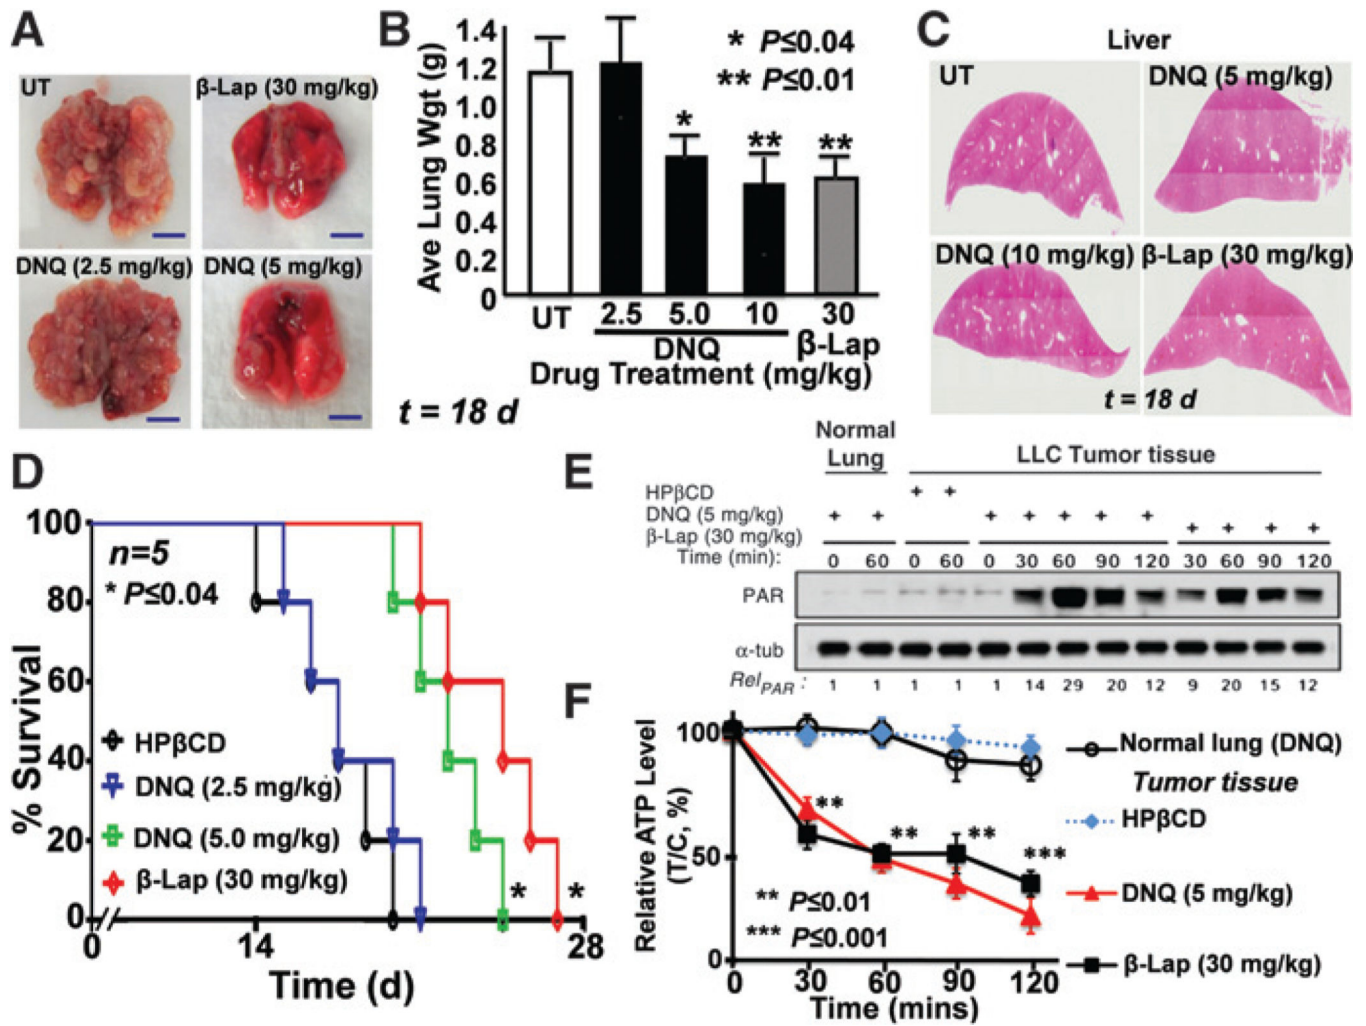 A
UT
β-Lap (30 mg/kg)
DNQ (2.5 mg/kg)
DNQ (5 mg/kg)
B
Ave Lung Wgt (g)
1.4
1.2
1.0
0.8
0.6
0.4
0.2
0
* P≤0.04
** P≤0.01
*
**
**
UT
2.5
5.0
10
30
DNQ
β-Lap
Drug Treatment (mg/kg)
t = 18 d
C
Liver
UT
DNQ (5 mg/kg)
DNQ (10 mg/kg)
β-Lap (30 mg/kg)
t = 18 d
D
% Survival
100
80
60
40
20
0
n=5
* P≤0.04
HPβCD
DNQ (2.5 mg/kg)
DNQ (5.0 mg/kg)
β-Lap (30 mg/kg)
*
*
0
14
28
Time (d)
E
Normal Lung
LLC Tumor tissue
HPβCD + +
DNQ (5 mg/kg) + + + + + + +
β-Lap (30 mg/kg) + + + +
Time (min): 0 60 0 60 0 30 60 90 120 30 60 90 120
PAR
α-tub
RelPAR : 1 1 1 1 1 14 29 20 12 9 20 15 12
F
Relative ATP Level
(T/C, %)
100
50
0
**
**
**
***
** P≤0.01
*** P≤0.001
0
30
60
90
120
Time (mins)
Normal lung (DNQ)
Tumor tissue
HPβCD
DNQ (5 mg/kg)
β-Lap (30 mg/kg)